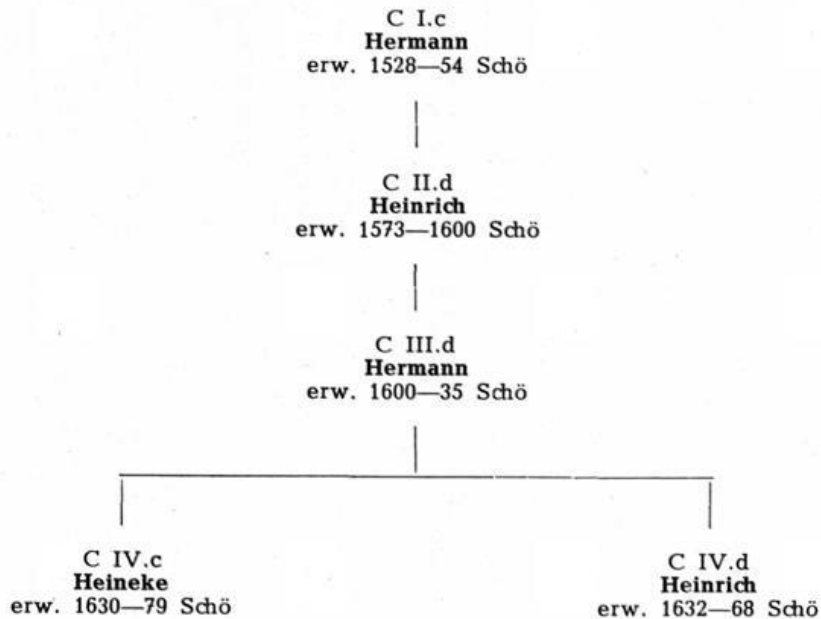 C I.c
Hermann
erw. 1528—54 Schö
C II.d
Heinrich
erw. 1573—1600 Schö
C III.d
Hermann
erw. 1600—35 Schö
C IV.c
Heineke
erw. 1630—79 Schö
C IV.d
Heinrich
erw. 1632—68 Schö